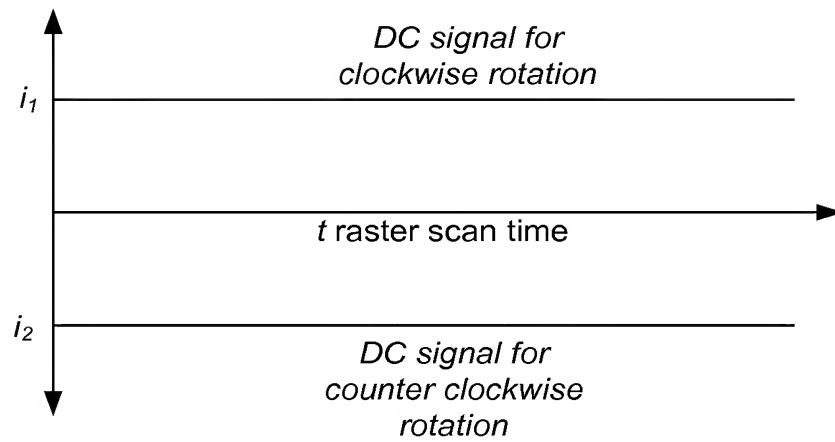 DC signal for
clockwise rotation
i₁
t raster scan time
i₂
DC signal for
counter clockwise
rotation